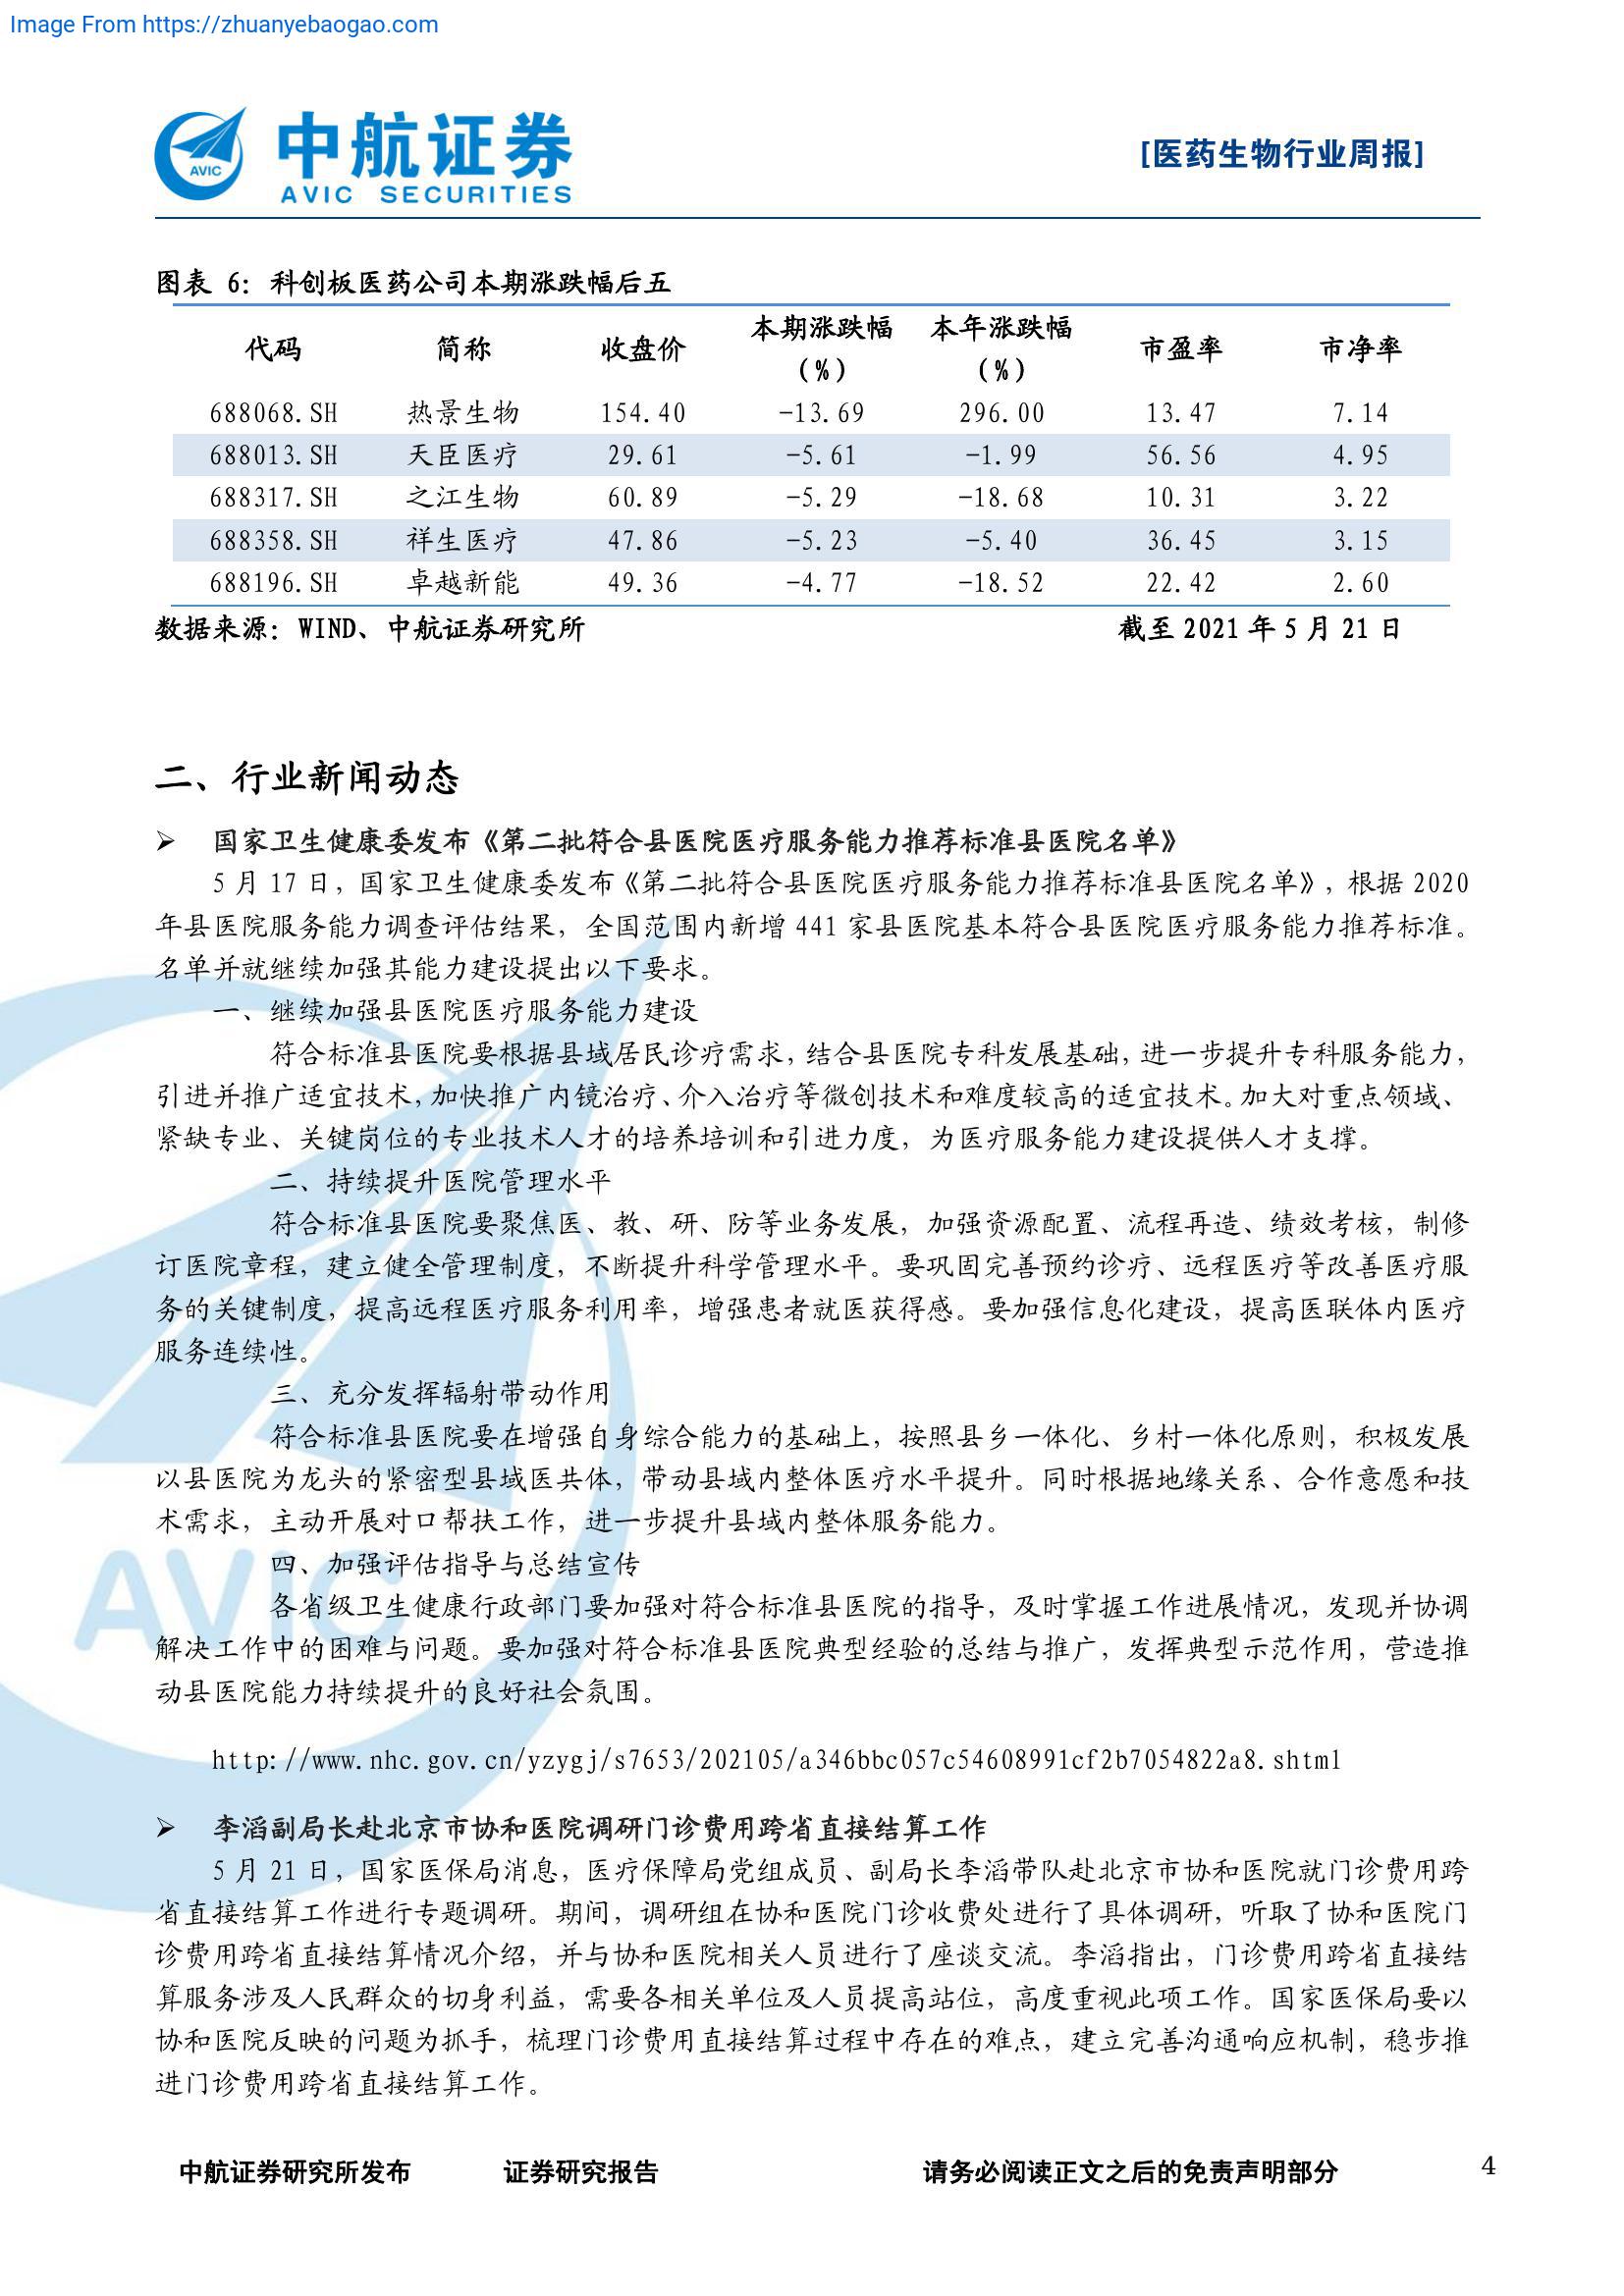 Image From https://zhuanyebaogao.com
AVIC
中航证券
AVIC SECURITIES
[医药生物行业周报]
图表 6：科创板医药公司本期涨跌幅后五
代码 简称 收盘价 本期涨跌幅（%） 本年涨跌幅（%） 市盈率 市净率
688068.SH 热景生物 154.40 -13.69 296.00 13.47 7.14
688013.SH 天臣医疗 29.61 -5.61 -1.99 56.56 4.95
688317.SH 之江生物 60.89 -5.29 -18.68 10.31 3.22
688358.SH 祥生医疗 47.86 -5.23 -5.40 36.45 3.15
688196.SH 卓越新能 49.36 -4.77 -18.52 22.42 2.60
数据来源：WIND、中航证券研究所 截至 2021 年 5 月 21 日
二、行业新闻动态
➢ 国家卫生健康委发布《第二批符合县医院医疗服务能力推荐标准县医院名单》
5 月 17 日，国家卫生健康委发布《第二批符合县医院医疗服务能力推荐标准县医院名单》，根据 2020
年县医院服务能力调查评估结果，全国范围内新增 441 家县医院基本符合县医院医疗服务能力推荐标准。
名单并就继续加强其能力建设提出以下要求。
一、继续加强县医院医疗服务能力建设
符合标准县医院要根据县域居民诊疗需求，结合县医院专科发展基础，进一步提升专科服务能力，
引进并推广适宜技术，加快推广内镜治疗、介入治疗等微创技术和难度较高的适宜技术。加大对重点领域、
紧缺专业、关键岗位的专业技术人才的培养培训和引进力度，为医疗服务能力建设提供人才支撑。
二、持续提升医院管理水平
符合标准县医院要聚焦医、教、研、防等业务发展，加强资源配置、流程再造、绩效考核，制修
订医院章程，建立健全管理制度，不断提升科学管理水平。要巩固完善预约诊疗、远程医疗等改善医疗服
务的关键制度，提高远程医疗服务利用率，增强患者就医获得感。要加强信息化建设，提高医联体内医疗
服务连续性。
三、充分发挥辐射带动作用
符合标准县医院要在增强自身综合能力的基础上，按照县乡一体化、乡村一体化原则，积极发展
以县医院为龙头的紧密型县域医共体，带动县域内整体医疗水平提升。同时根据地缘关系、合作意愿和技
术需求，主动开展对口帮扶工作，进一步提升县域内整体服务能力。
四、加强评估指导与总结宣传
各省级卫生健康行政部门要加强对符合标准县医院的指导，及时掌握工作进展情况，发现并协调
解决工作中的困难与问题。要加强对符合标准县医院典型经验的总结与推广，发挥典型示范作用，营造推
动县医院能力持续提升的良好社会氛围。
http://www.nhc.gov.cn/yzygj/s7653/202105/a346bbc057c54608991cf2b7054822a8.shtml
➢ 李滔副局长赴北京市协和医院调研门诊费用跨省直接结算工作
5 月 21 日，国家医保局消息，医疗保障局党组成员、副局长李滔带队赴北京市协和医院就门诊费用跨
省直接结算工作进行专题调研。期间，调研组在协和医院门诊收费处进行了具体调研，听取了协和医院门
诊费用跨省直接结算情况介绍，并与协和医院相关人员进行了座谈交流。李滔指出，门诊费用跨省直接结
算服务涉及人民群众的切身利益，需要各相关单位及人员提高站位，高度重视此项工作。国家医保局要以
协和医院反映的问题为抓手，梳理门诊费用直接结算过程中存在的难点，建立完善沟通响应机制，稳步推
进门诊费用跨省直接结算工作。
AVIC
中航证券研究所发布 证券研究报告 请务必阅读正文之后的免责声明部分 4